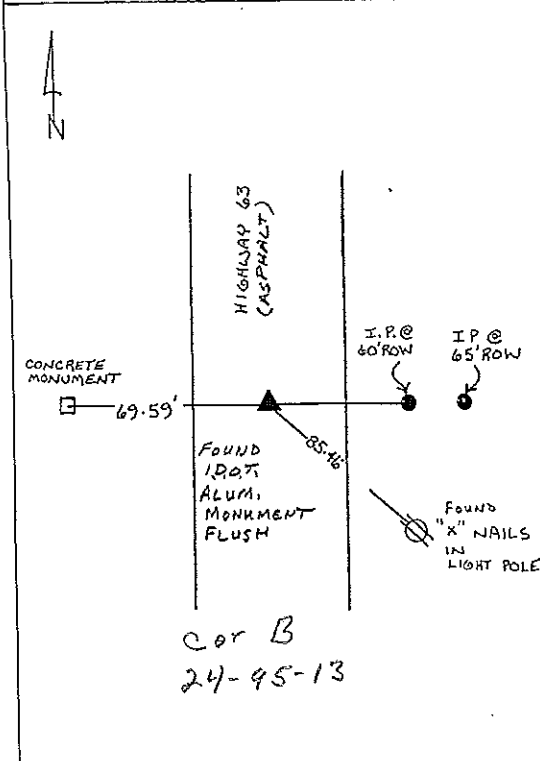 N
HIGHWAY 63
(ASPHALT)
I.P. @
60'ROW
IP @
65'ROW
CONCRETE
MONUMENT
69.59'
85.46
FOUND
I.D.O.T.
ALUM.
MONUMENT
FLUSH
FOUND
"X" NAILS
IN
LIGHT POLE
Cor B
24-95-13